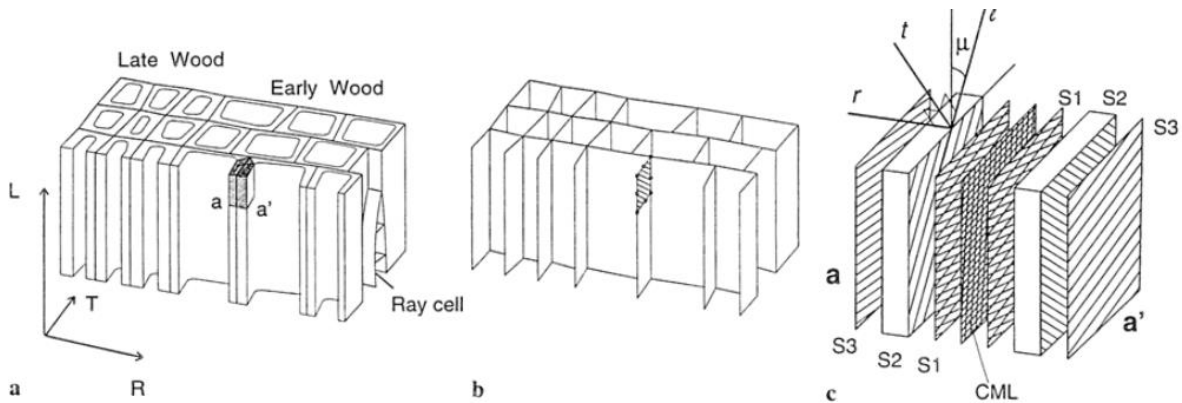 Late Wood
Early Wood
L
a
a'
T
R
Ray cell
a
b
r
t
μ
l
S1
S2
S3
a
a'
S3
S2
S1
CML
c